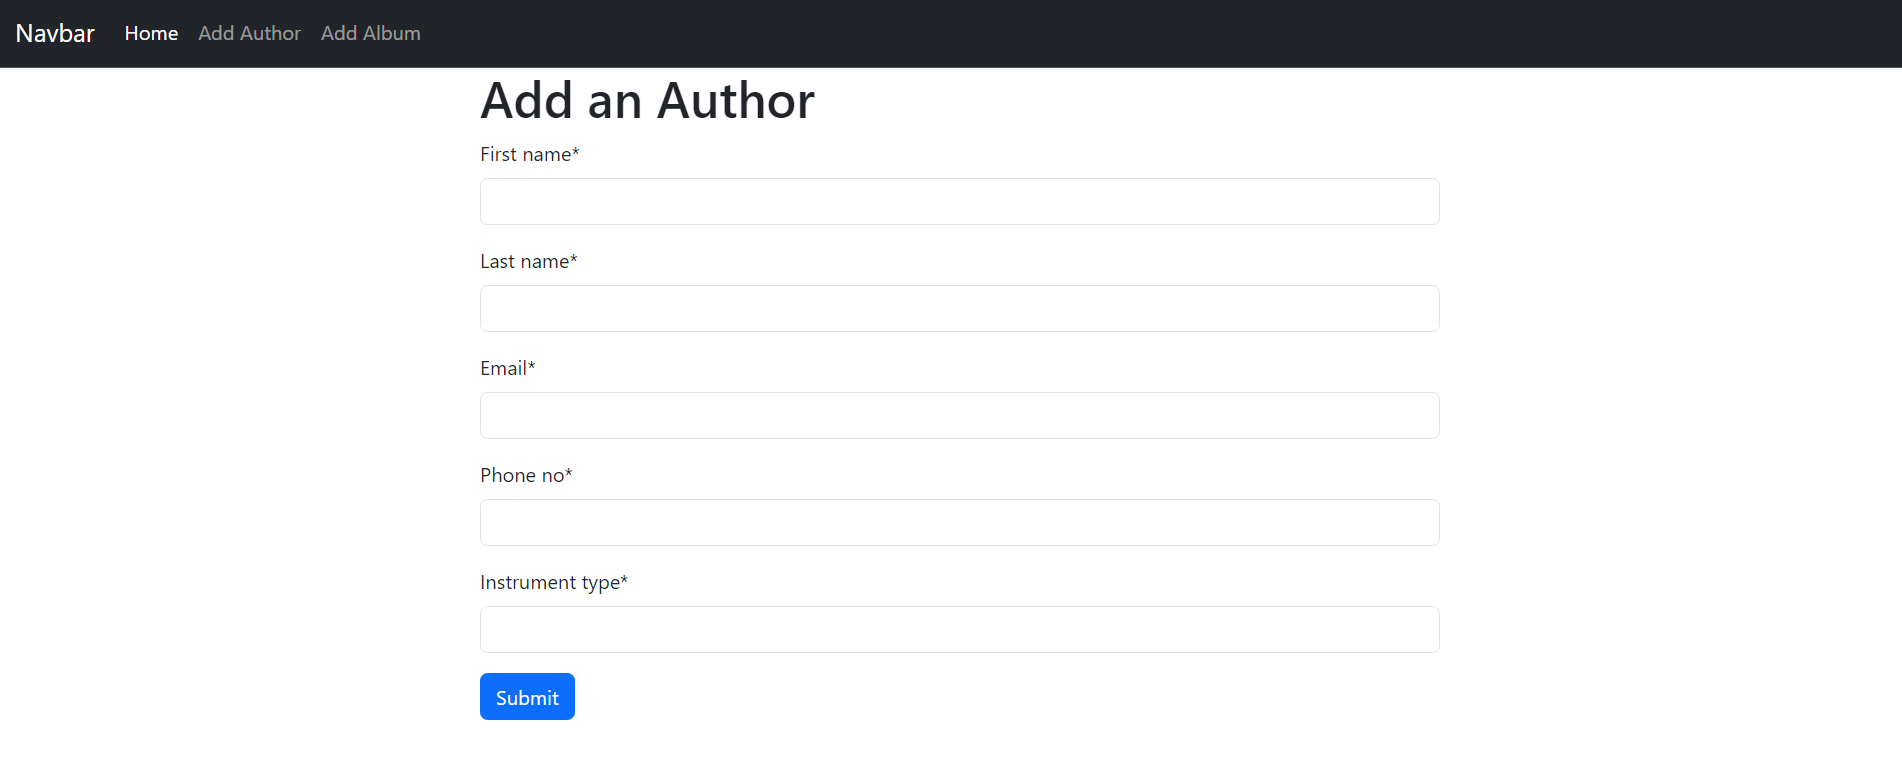 Navbar Home Add Author Add Album
Add an Author
First name*
Last name*
Email*
Phone no*
Instrument type*
Submit